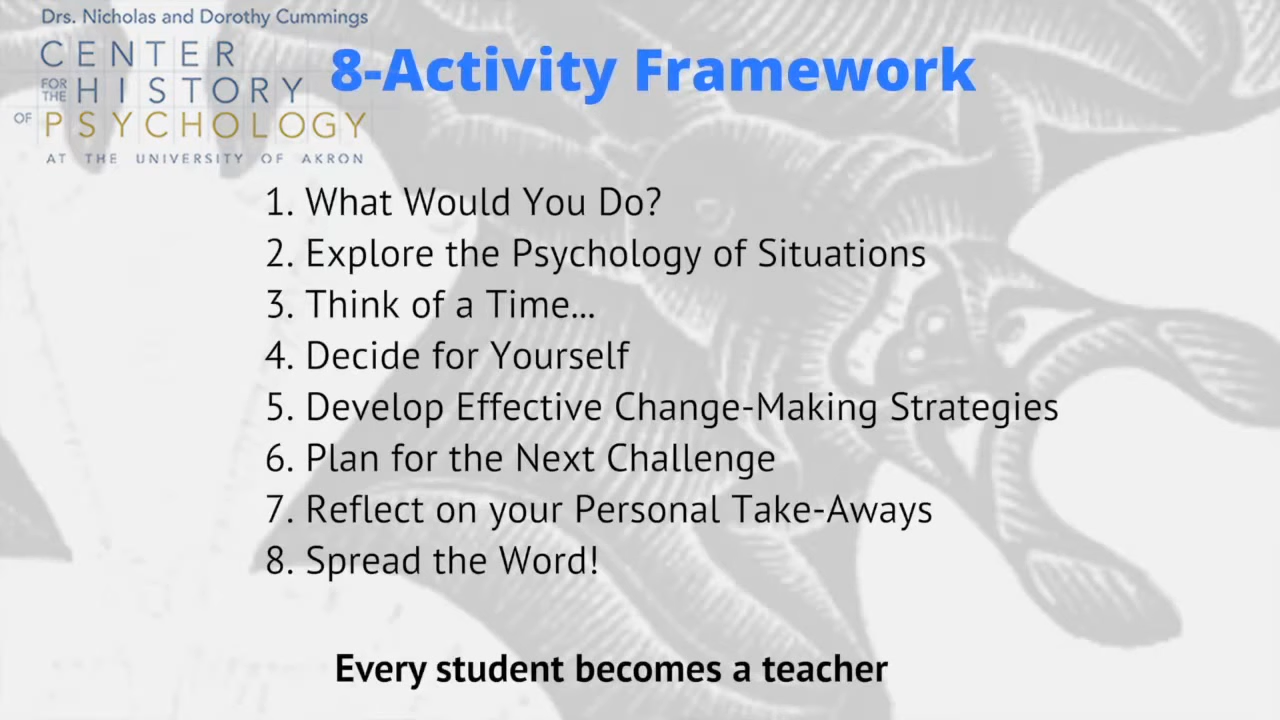 Drs. Nicholas and Dorothy Cummings
CENTER
FOR THE HISTORY
OF PSYCHOLOGY
AT THE UNIVERSITY OF AKRON
8-Activity Framework
1. What Would You Do?
2. Explore the Psychology of Situations
3. Think of a Time...
4. Decide for Yourself
5. Develop Effective Change-Making Strategies
6. Plan for the Next Challenge
7. Reflect on your Personal Take-Aways
8. Spread the Word!
Every student becomes a teacher